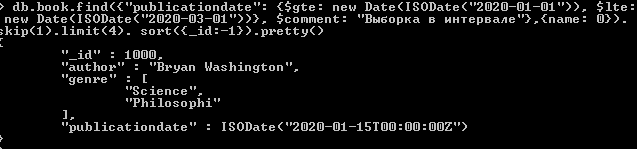 > db.book.find({"publicationdate": {$gte: new Date(ISODate("2020-01-01")), $lte:
 new Date(ISODate("2020-03-01"))}, $comment: "Выборка в интервале"},{name: 0}).
skip(1).limit(4). sort({_id:-1}).pretty()
{
"_id" : 1000,
"author" : "Bryan Washington",
"genre" : [
"Science",
"Philosophi"
],
"publicationdate" : ISODate("2020-01-15T00:00:00Z")
}